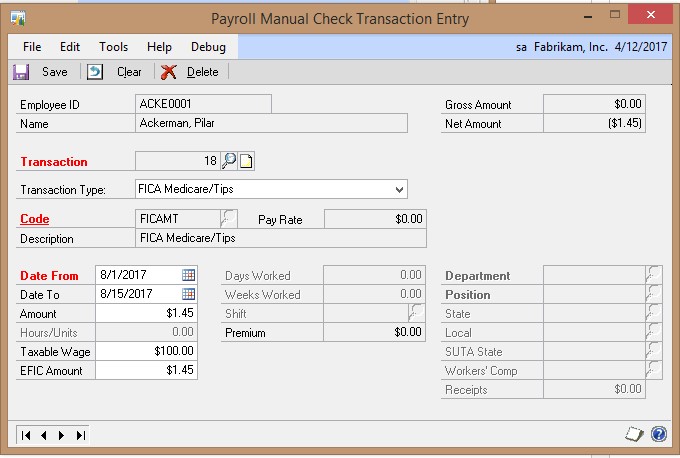 Payroll Manual Check Transaction Entry
File Edit Tools Help Debug sa Fabrikam, Inc. 4/12/2017
Save Clear Delete
Employee ID ACKE0001 Gross Amount $0.00
Name Ackerman, Pilar Net Amount ($1.45)
Transaction 18
Transaction Type: FICA Medicare/Tips
Code FICAMT Pay Rate $0.00
Description FICA Medicare/Tips
Date From 8/1/2017 Days Worked 0.00 Department
Date To 8/15/2017 Weeks Worked 0.00 Position
Amount $1.45 Shift State
Hours/Units 0.00 Premium $0.00 Local
Taxable Wage $100.00 SUTA State
EFIC Amount $1.45 Workers' Comp
Receipts $0.00